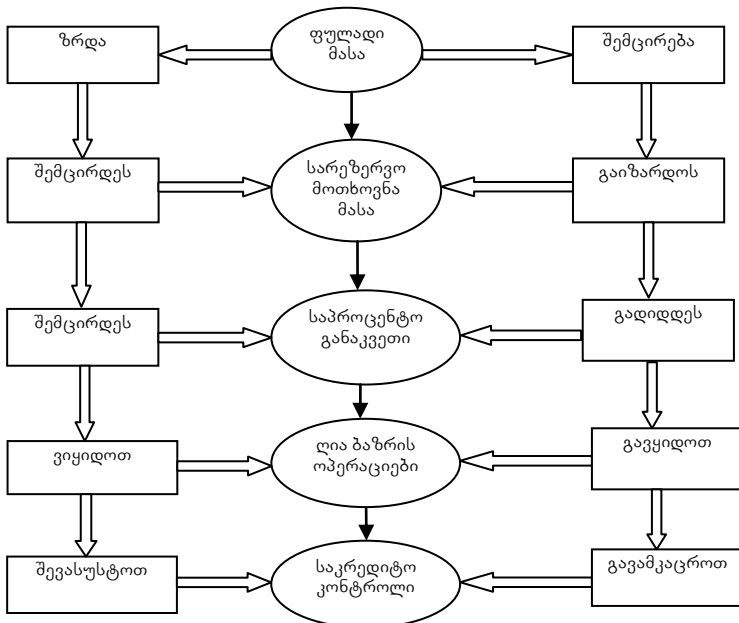 ზრდა
ფულადი
მასა
შემცირება
შემცირდეს
სარეზერვო
მოთხოვნა
მასა
გაიზარდოს
შემცირდეს
საპროცენტო
განაკვეთი
გადიდდეს
ვიყიდოთ
ღია ბაზრის
ოპერაციები
გავყიდოთ
შევასუსტოთ
საკრედიტო
კონტროლი
გავამკაცროთ